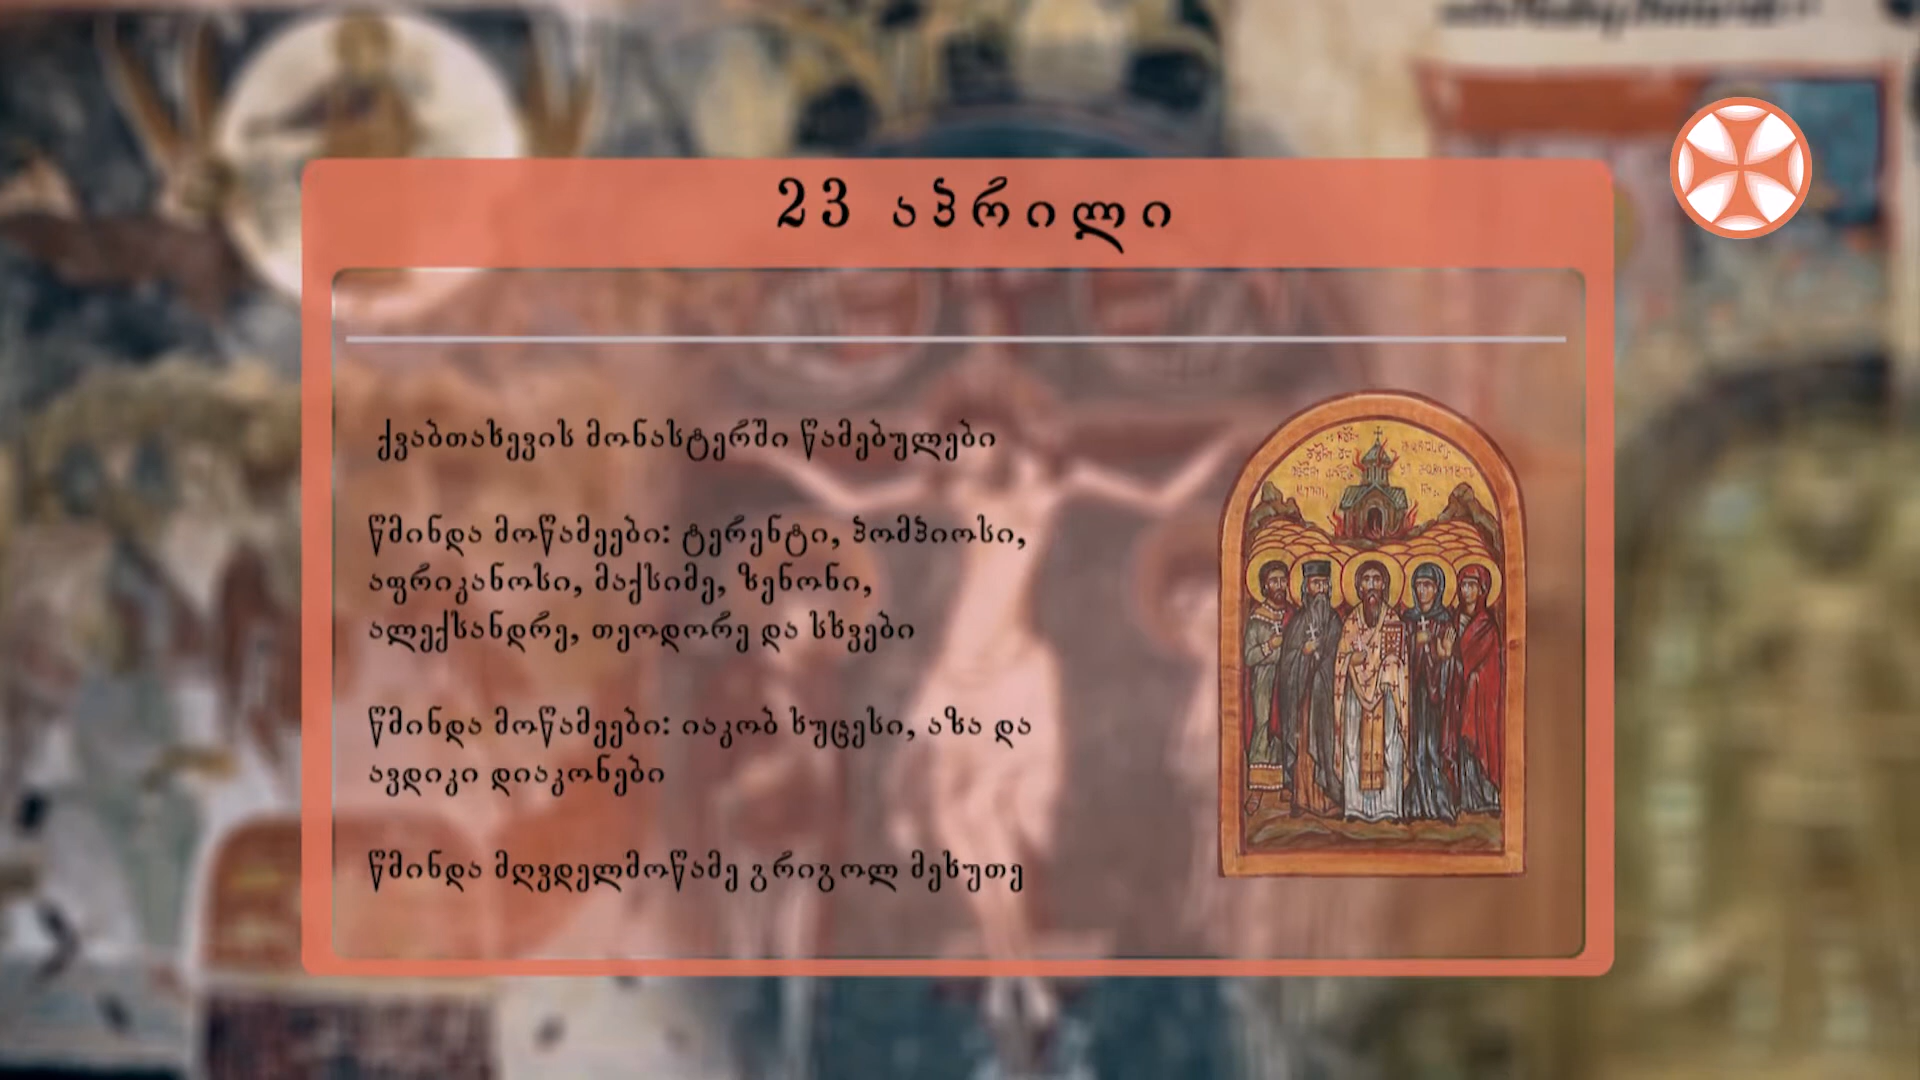 23 აპრილი
ქვაბთახევის მონასტერში წამებულები
წმინდა მოწამეები: ტერენტი, პომპიოსი,
აფრიკანოსი, მაქსიმე, ზენონი,
ალექსანდრე, თეოდორე და სხვები
წმინდა მოწამეები: იაკობ ხუცესი, აზა და
ავდიკი დიაკონები
წმინდა მღვდელმოწამე გრიგოლ მეხუთე